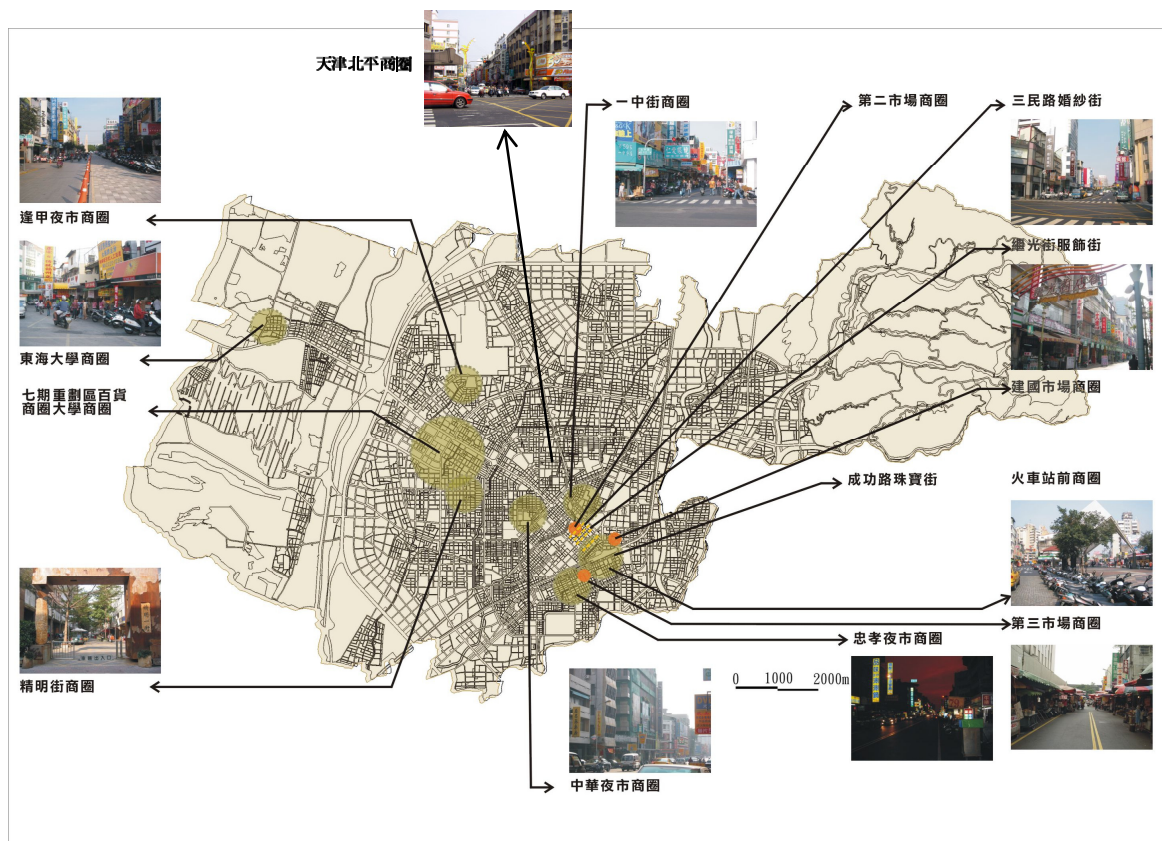 天津北平商圈
一中街商圈
第二市場商圈
三民路婚紗街
逢甲夜市商圈
繼光街服飾街
東海大學商圈
七期重劃區百貨
商圈大學商圈
建國市場商圈
成功路珠寶街
火車站前商圈
第三市場商圈
忠孝夜市商圈
精明街商圈
0 1000 2000m
中華夜市商圈